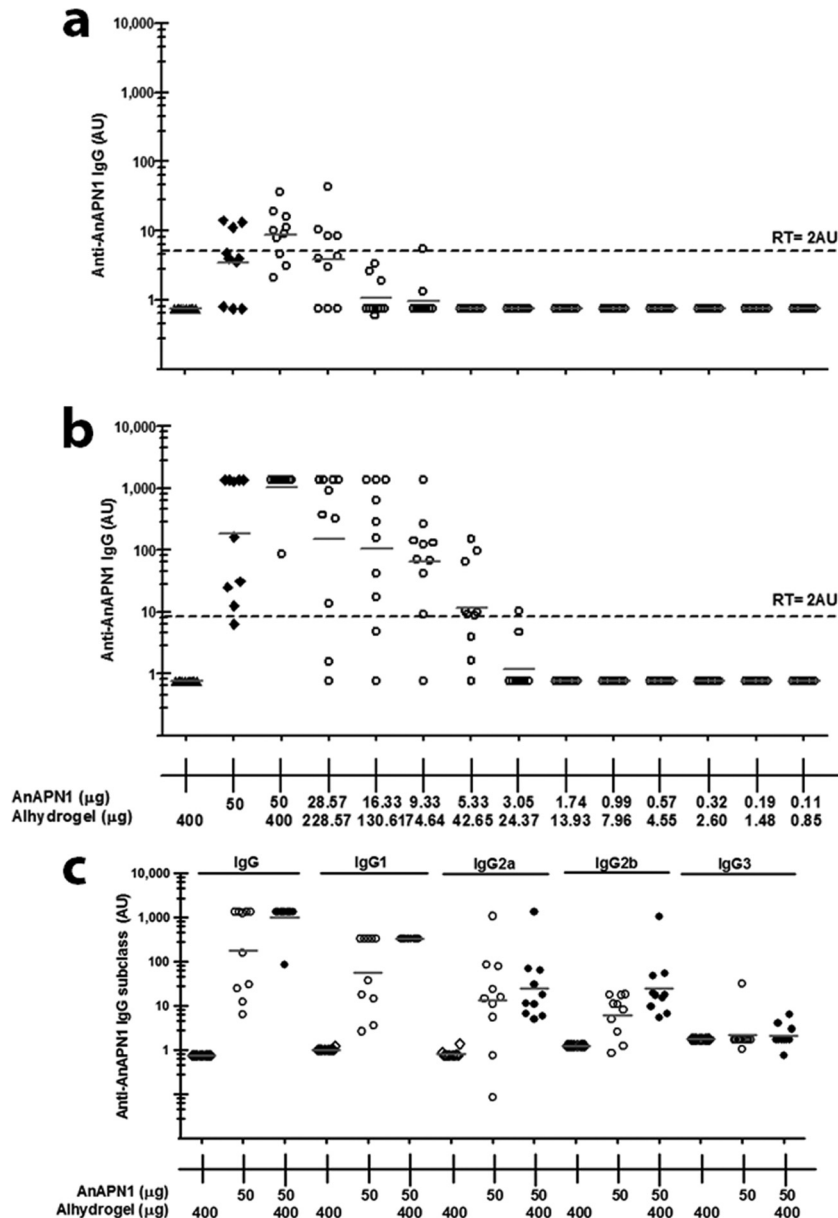 a
10,000
1,000
100
10
1
Anti-AnAPN1 IgG (AU)
RT= 2AU
b
10,000
1,000
100
10
1
Anti-AnAPN1 IgG (AU)
RT= 2AU
AnAPN1 (µg) 50 50 28.57 16.33 9.33 5.33 3.05 1.74 0.99 0.57 0.32 0.19 0.11
Alhydrogel (µg) 400 400 228.57 130.61 74.64 42.65 24.37 13.93 7.96 4.55 2.60 1.48 0.85
c
IgG IgG1 IgG2a IgG2b IgG3
10,000
1,000
100
10
1
Anti-AnAPN1 IgG subclass (AU)
AnAPN1 (µg) 50 50 50 50 50 50 50 50 50 50
Alhydrogel (µg) 400 400 400 400 400 400 400 400 400 400